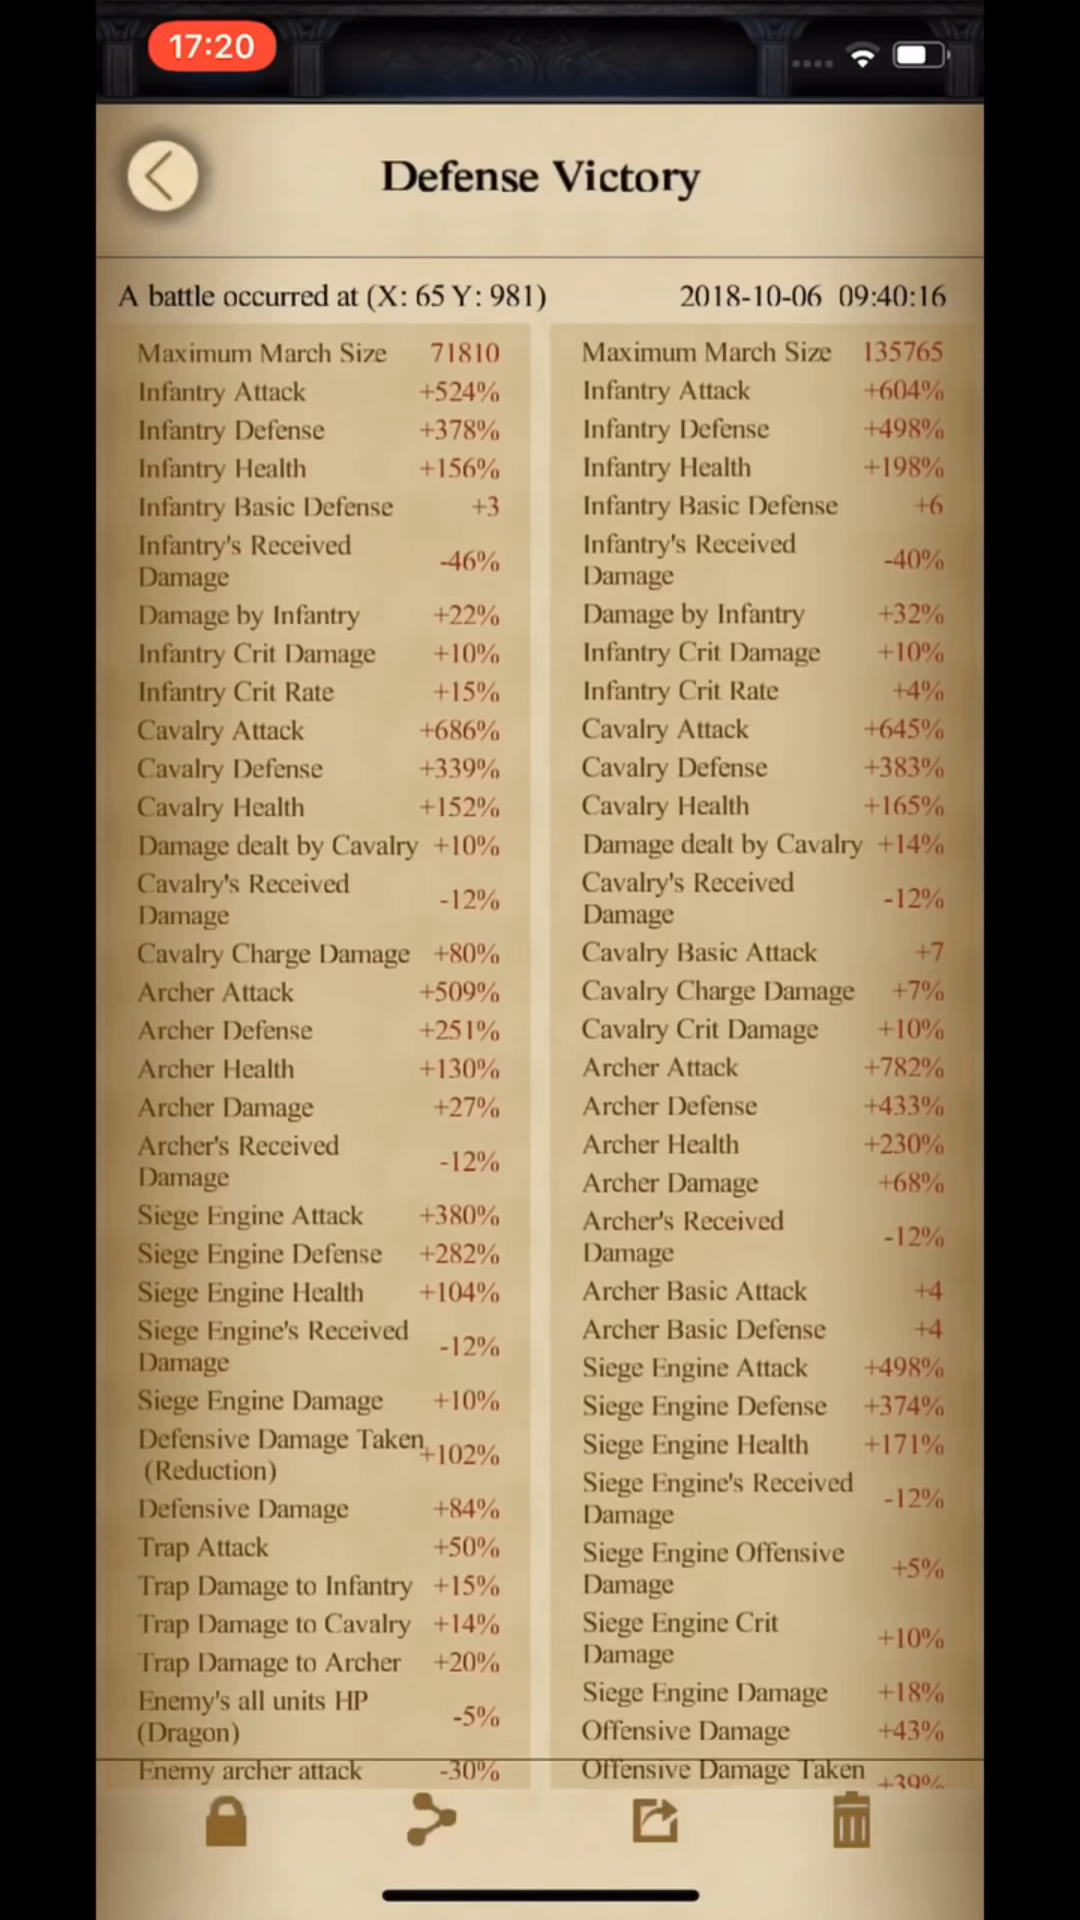 17:20
Defense Victory
A battle occurred at (X: 65 Y: 981) 2018-10-06 09:40:16
Maximum March Size 71810
Infantry Attack +524%
Infantry Defense +378%
Infantry Health +156%
Infantry Basic Defense +3
Infantry's Received
Damage -46%
Damage by Infantry +22%
Infantry Crit Damage +10%
Infantry Crit Rate +15%
Cavalry Attack +686%
Cavalry Defense +339%
Cavalry Health +152%
Damage dealt by Cavalry +10%
Cavalry's Received
Damage -12%
Cavalry Charge Damage +80%
Archer Attack +509%
Archer Defense +251%
Archer Health +130%
Archer Damage +27%
Archer's Received
Damage -12%
Siege Engine Attack +380%
Siege Engine Defense +282%
Siege Engine Health +104%
Siege Engine's Received
Damage -12%
Siege Engine Damage +10%
Defensive Damage Taken
(Reduction) +102%
Defensive Damage +84%
Trap Attack +50%
Trap Damage to Infantry +15%
Trap Damage to Cavalry +14%
Trap Damage to Archer +20%
Enemy's all units HP
(Dragon) -5%
Enemy archer attack -30%
Maximum March Size 135765
Infantry Attack +604%
Infantry Defense +498%
Infantry Health +198%
Infantry Basic Defense +6
Infantry's Received
Damage -40%
Damage by Infantry +32%
Infantry Crit Damage +10%
Infantry Crit Rate +4%
Cavalry Attack +645%
Cavalry Defense +383%
Cavalry Health +165%
Damage dealt by Cavalry +14%
Cavalry's Received
Damage -12%
Cavalry Basic Attack +7
Cavalry Charge Damage +7%
Cavalry Crit Damage +10%
Archer Attack +782%
Archer Defense +433%
Archer Health +230%
Archer Damage +68%
Archer's Received
Damage -12%
Archer Basic Attack +4
Archer Basic Defense +4
Siege Engine Attack +498%
Siege Engine Defense +374%
Siege Engine Health +171%
Siege Engine's Received
Damage -12%
Siege Engine Offensive
Damage +5%
Siege Engine Crit
Damage +10%
Siege Engine Damage +18%
Offensive Damage +43%
Offensive Damage Taken +39%